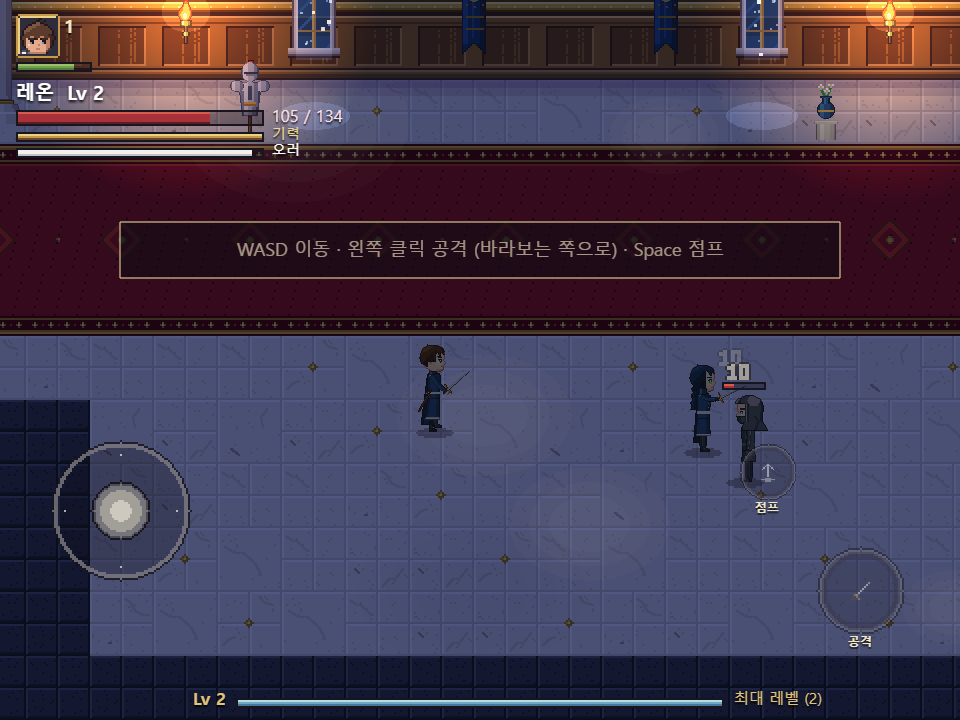 1
레온 Lv 2
105 / 134
기력
오러
WASD 이동 · 왼쪽 클릭 공격 (바라보는 쪽으로) · Space 점프
10
10
점프
공격
Lv 2
최대 레벨 (2)